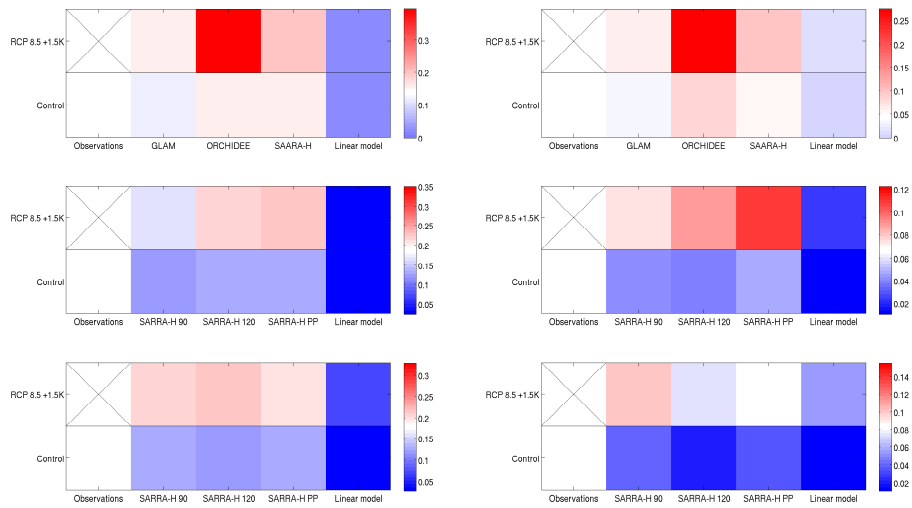 RCP 8.5 +1.5K
Control
Observations GLAM ORCHIDEE SAARA-H Linear model
0.3
0.2
0.1
0
RCP 8.5 +1.5K
Control
Observations GLAM ORCHIDEE SAARA-H Linear model
0.25
0.2
0.15
0.1
0.05
0
RCP 8.5 +1.5K
Control
Observations SARRA-H 90 SARRA-H 120 SARRA-H PP Linear model
0.35
0.3
0.25
0.2
0.15
0.1
0.05
RCP 8.5 +1.5K
Control
Observations SARRA-H 90 SARRA-H 120 SARRA-H PP Linear model
0.12
0.1
0.08
0.06
0.04
0.02
RCP 8.5 +1.5K
Control
Observations SARRA-H 90 SARRA-H 120 SARRA-H PP Linear model
0.3
0.25
0.2
0.15
0.1
0.05
RCP 8.5 +1.5K
Control
Observations SARRA-H 90 SARRA-H 120 SARRA-H PP Linear model
0.14
0.12
0.1
0.08
0.06
0.04
0.02